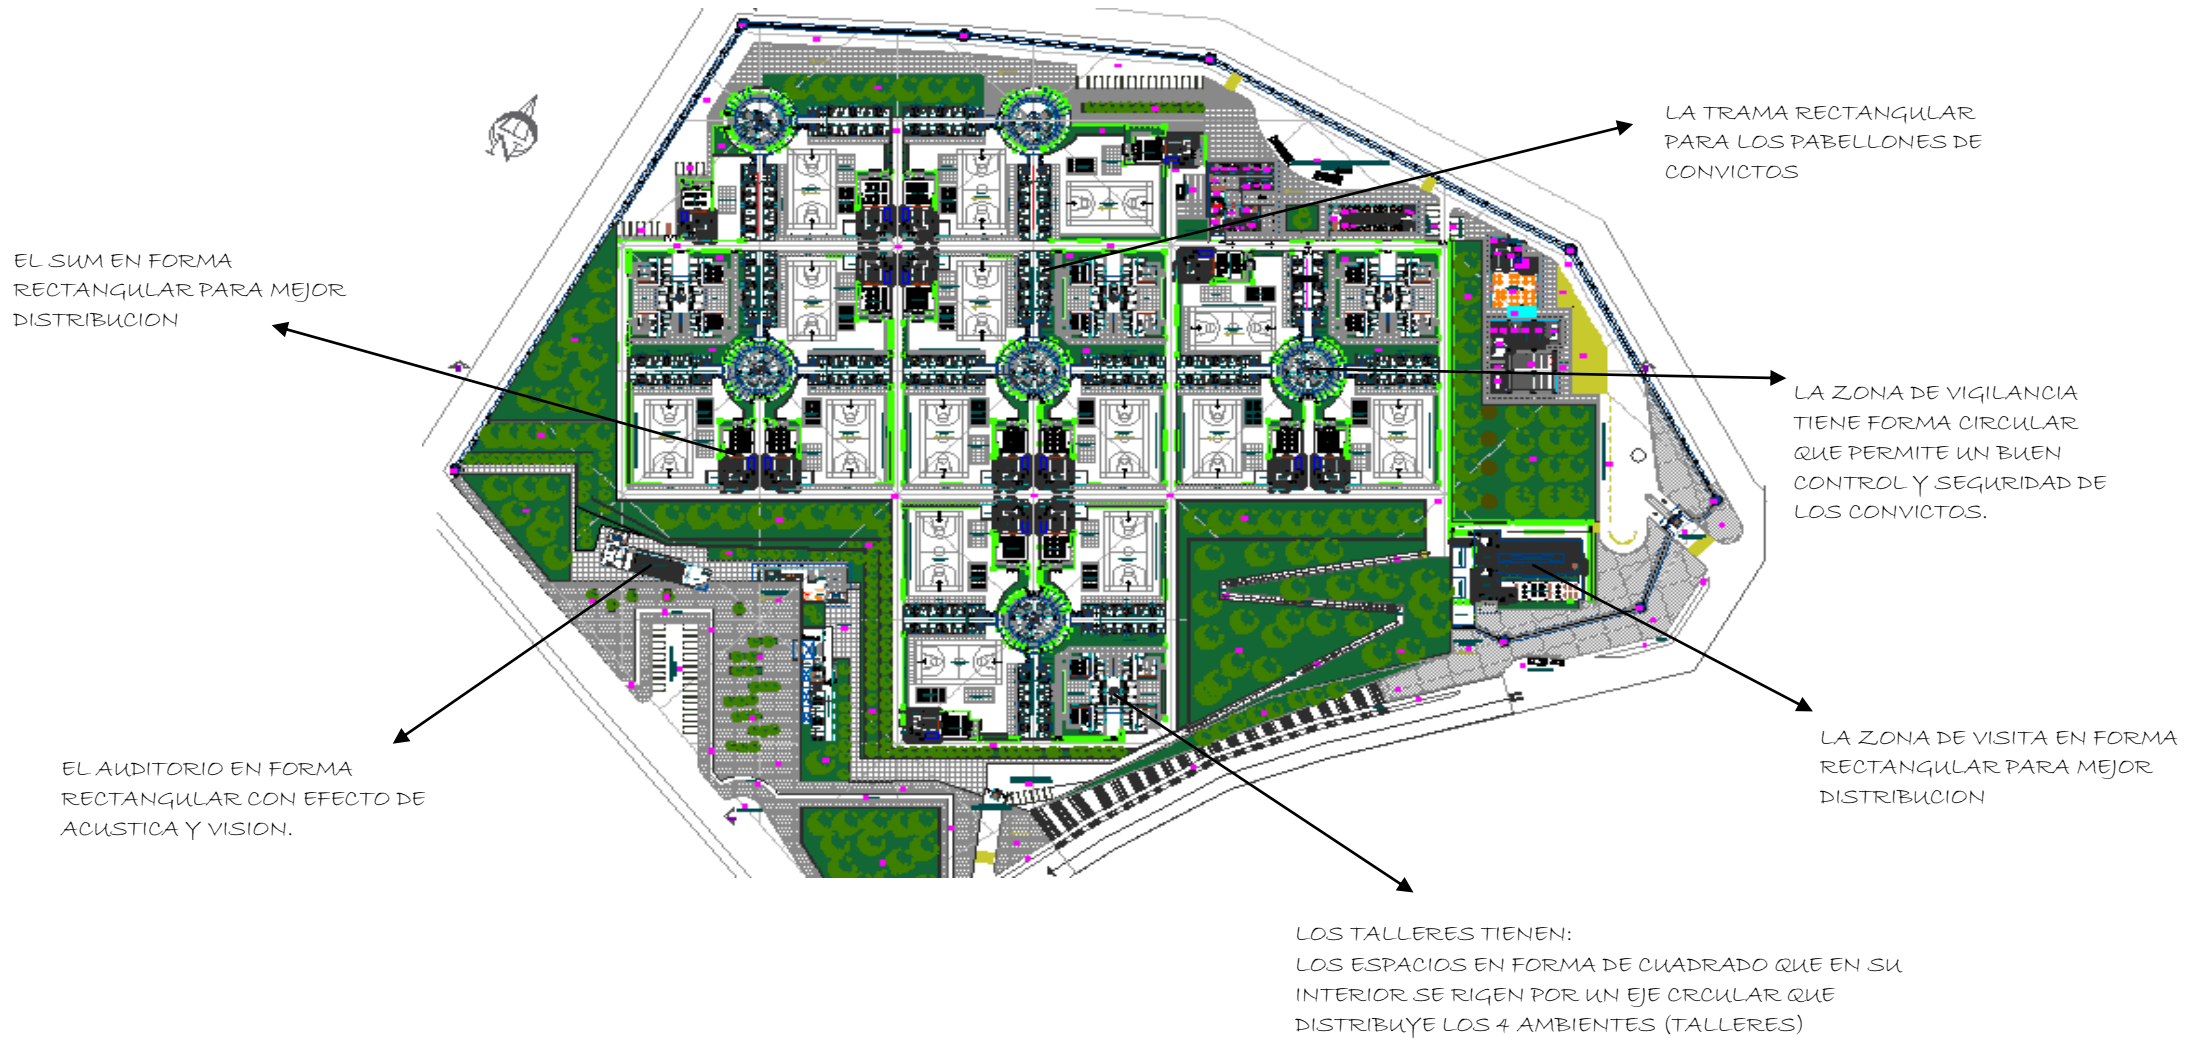 LA TRAMA RECTANGULAR
PARA LOS PABELLONES DE
CONVICTOS
EL SUM EN FORMA
RECTANGULAR PARA MEJOR
DISTRIBUCION
LA ZONA DE VIGILANCIA
TIENE FORMA CIRCULAR
QUE PERMITE UN BUEN
CONTROL Y SEGURIDAD DE
LOS CONVICTOS.
EL AUDITORIO EN FORMA
RECTANGULAR CON EFECTO DE
ACUSTICA Y VISION.
LA ZONA DE VISITA EN FORMA
RECTANGULAR PARA MEJOR
DISTRIBUCION
LOS TALLERES TIENEN:
LOS ESPACIOS EN FORMA DE CUADRADO QUE EN SU
INTERIOR SE RIGEN POR UN EJE CRCULAR QUE
DISTRIBUYE LOS 4 AMBIENTES (TALLERES)